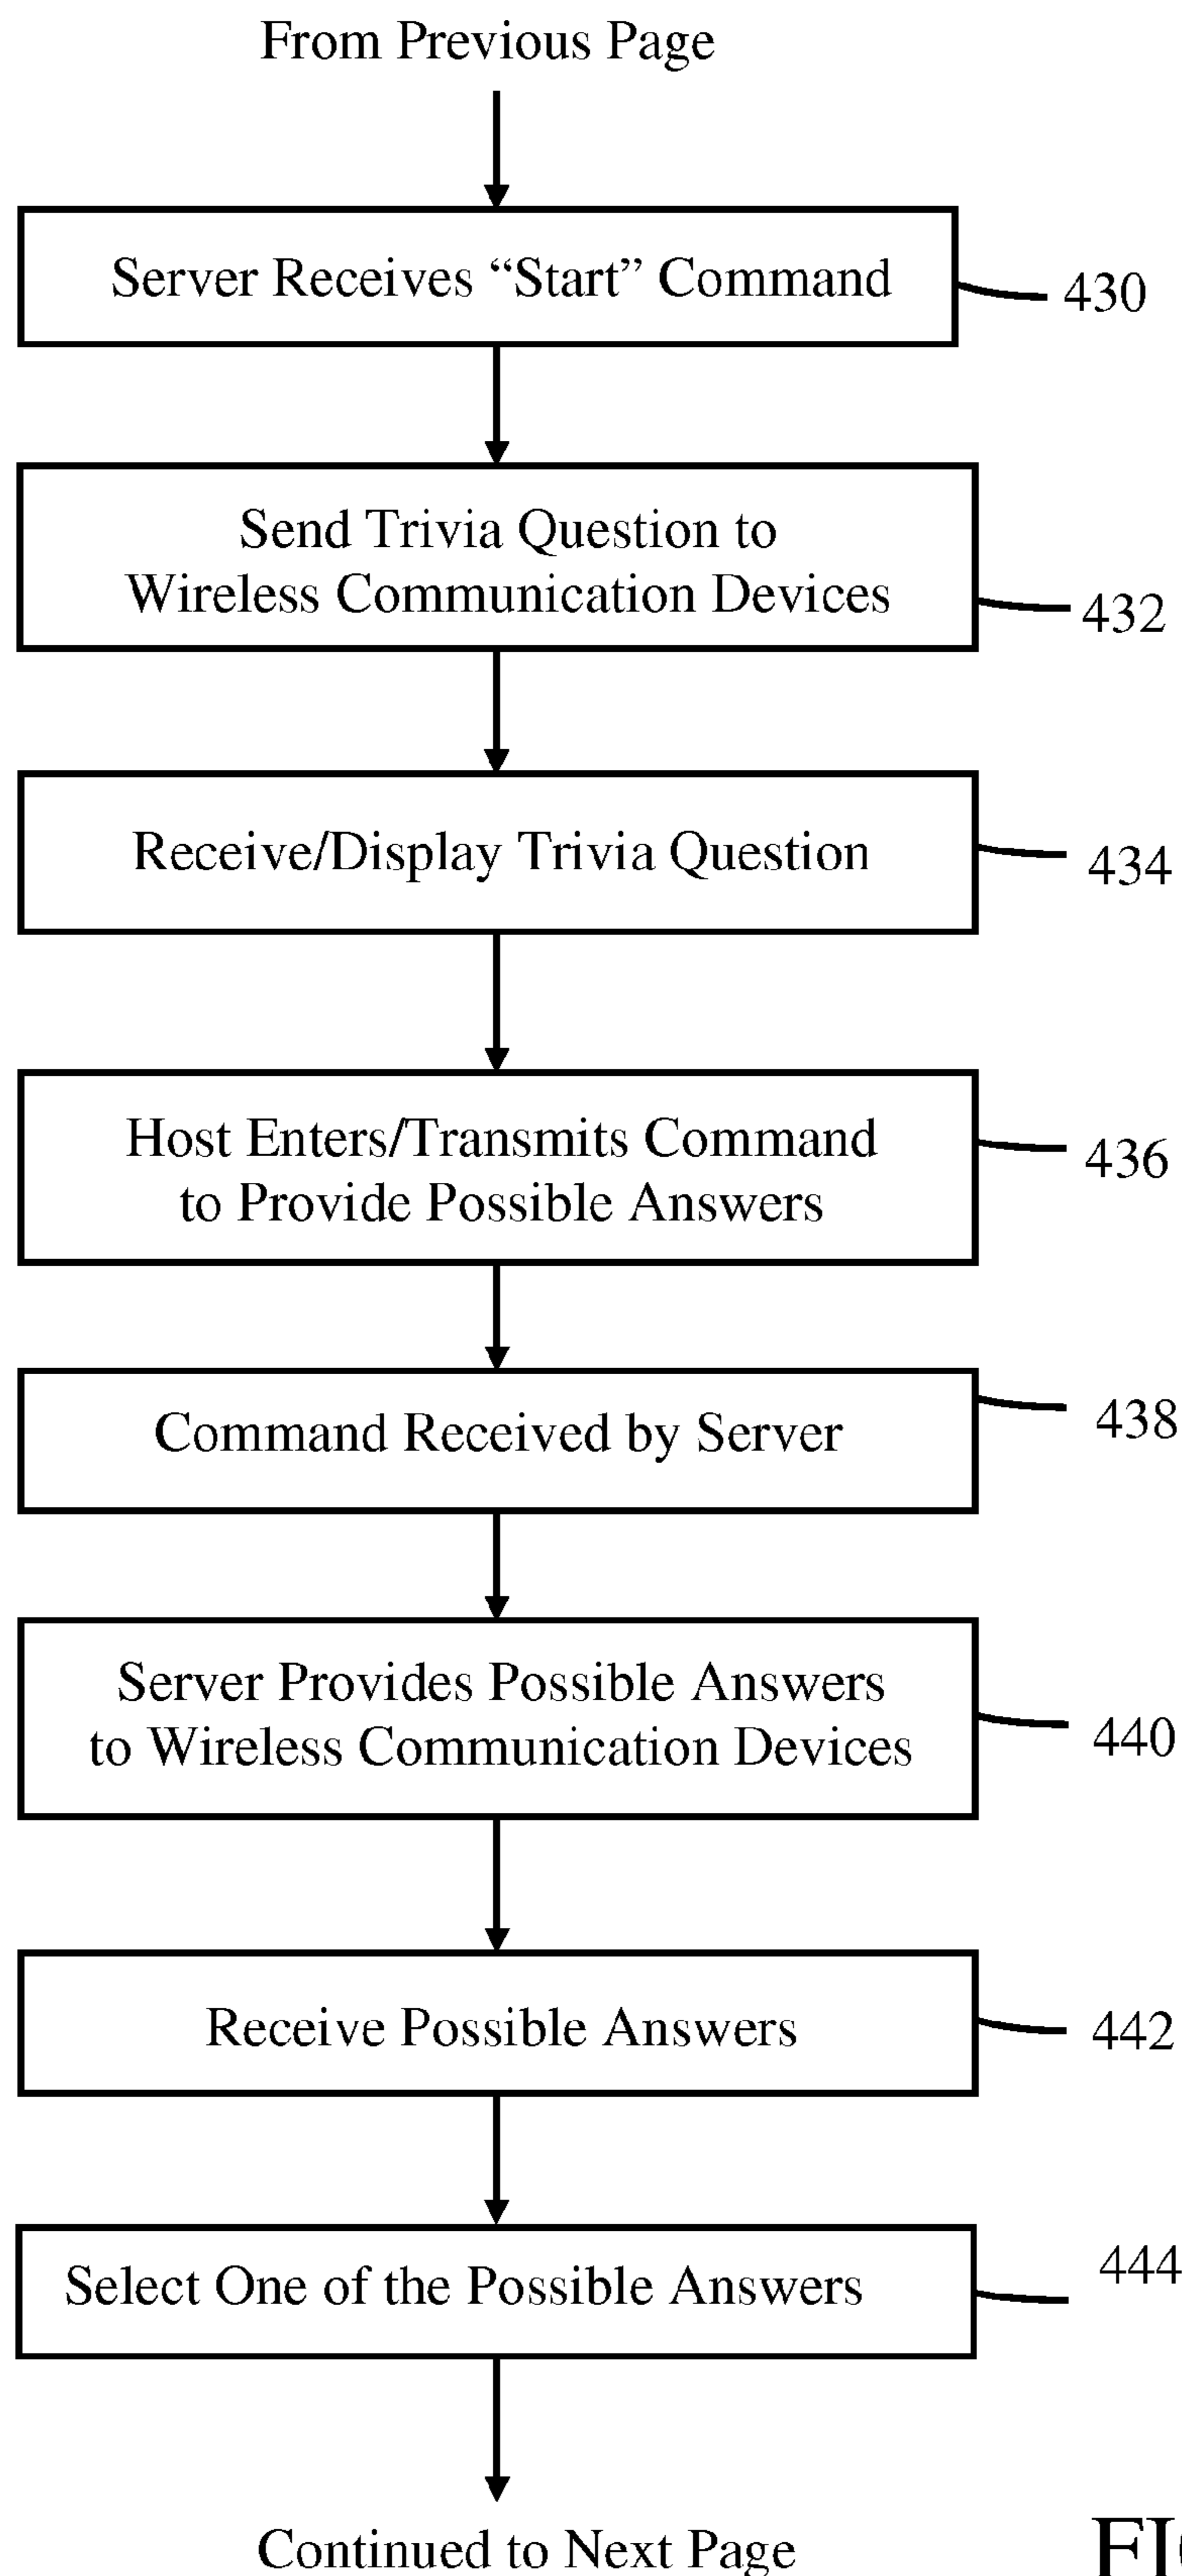 From Previous Page
Server Receives “Start” Command
430
Send Trivia Question to
Wireless Communication Devices
432
Receive/Display Trivia Question
434
Host Enters/Transmits Command
to Provide Possible Answers
436
Command Received by Server
438
Server Provides Possible Answers
to Wireless Communication Devices
440
Receive Possible Answers
442
Select One of the Possible Answers
444
Continued to Next Page